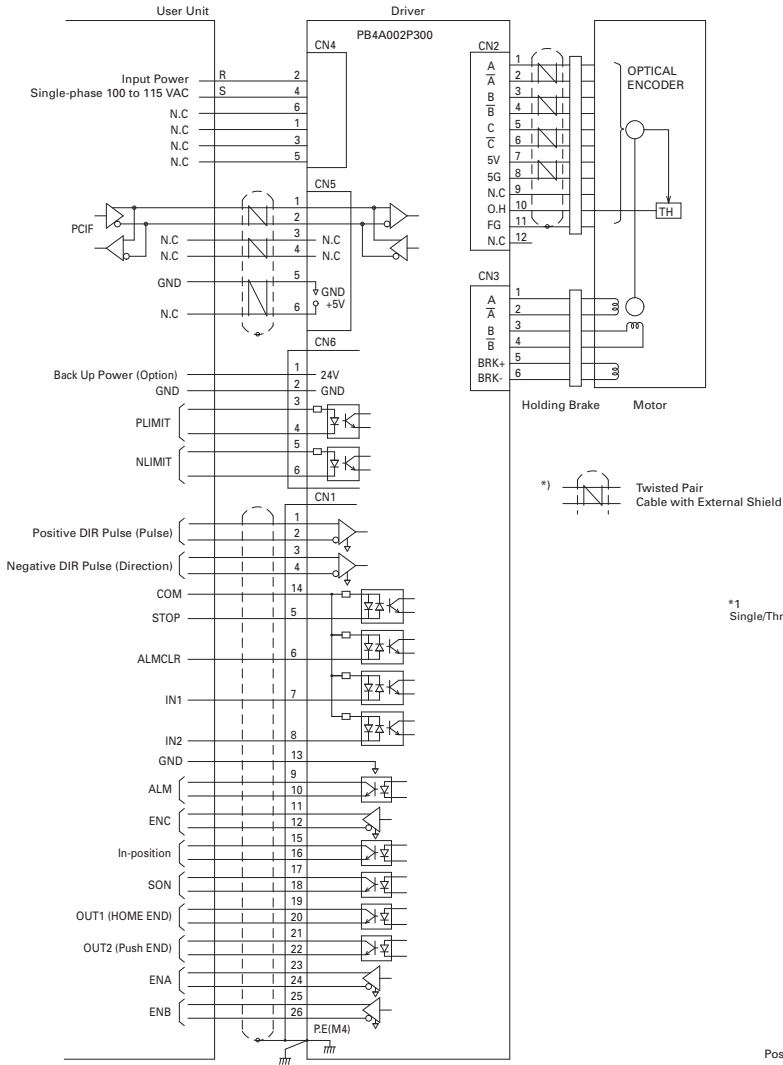 User Unit
Driver
PB4A002P300
CN4
Input Power R 2
Single-phase 100 to 115 VAC S 4
N.C 6
N.C 1
N.C 3
N.C 5
CN5
PCIF
1
2
N.C 3 N.C
N.C 4 N.C
GND 5 GND
+5V
N.C 6
CN6
Back Up Power (Option) 1 24V
GND 2 GND
PLIMIT
3
4
NLIMIT
5
6
CN1
Positive DIR Pulse (Pulse)
1
2
Negative DIR Pulse (Direction)
3
4
COM 14
STOP 5
ALMCLR 6
IN1 7
IN2 8
GND 13
ALM
9
10
ENC
11
12
In-position
15
16
SON
17
18
OUT1 (HOME END)
19
20
OUT2 (Push END)
21
22
ENA
23
24
ENB
25
26
P.E(M4)
CN2
A 1
A̅ 2
B 3
B̅ 4
C 5
C̅ 6
5V 7
5G 8
N.C 9
O.H 10
FG 11
N.C 12
OPTICAL
ENCODER
TH
CN3
A 1
A̅ 2
B 3
B̅ 4
BRK+ 5
BRK- 6
Holding Brake Motor
*) Twisted Pair
Cable with External Shield
*1
Single/Thr
Pos